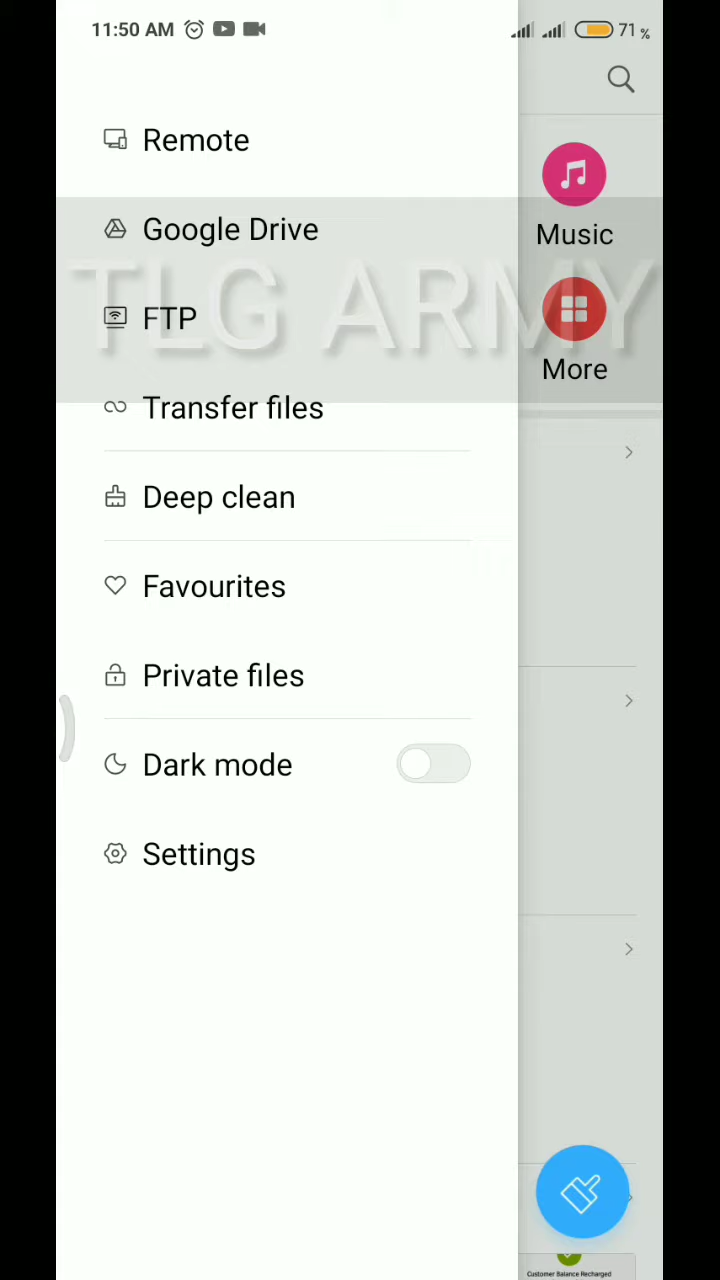 11:50 AM
71 %
Remote
Google Drive
FTP
Transfer files
Deep clean
Favourites
Private files
Dark mode
Settings
Music
More
TLG ARMY
Customer Balance Recharged